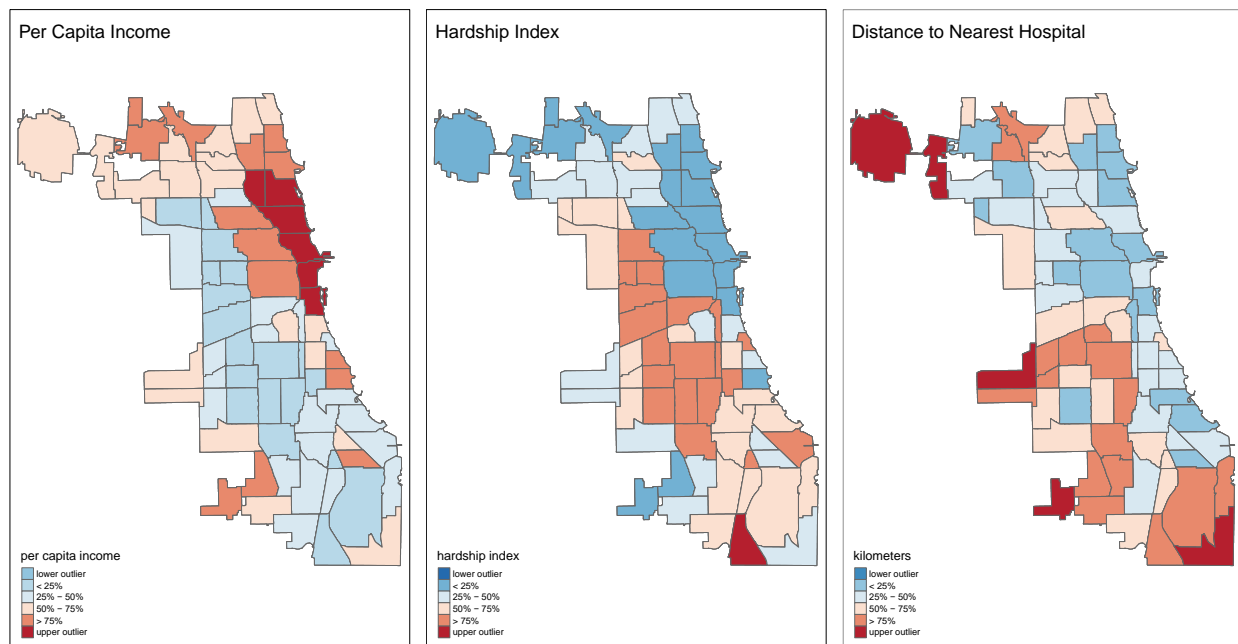 Per Capita Income
per capita income
lower outlier
< 25%
25% − 50%
50% − 75%
> 75%
upper outlier
Hardship Index
hardship index
lower outlier
< 25%
25% − 50%
50% − 75%
> 75%
upper outlier
Distance to Nearest Hospital
kilometers
lower outlier
< 25%
25% − 50%
50% − 75%
> 75%
upper outlier